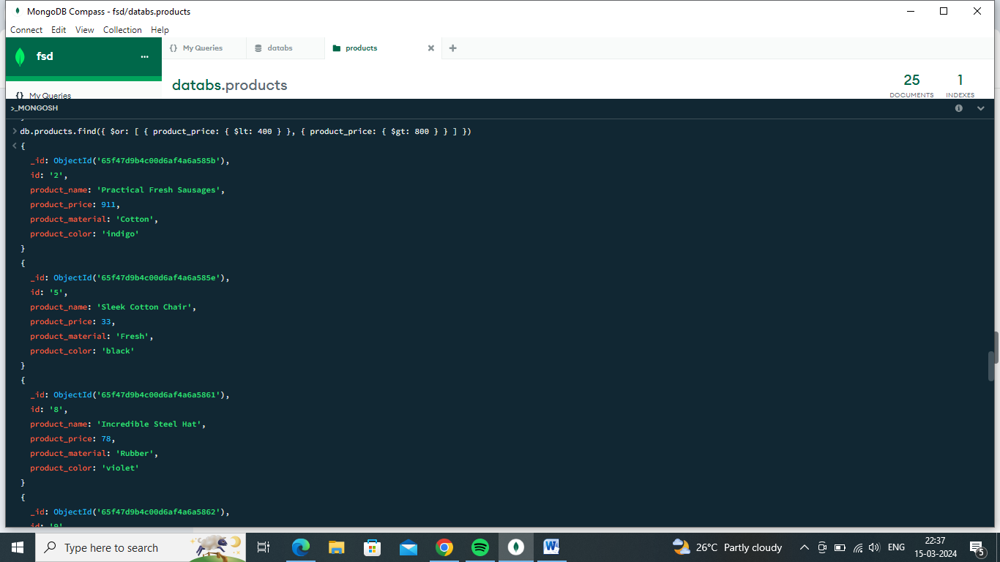 MongoDB Compass - fsd/databs.products
Connect Edit View Collection Help
fsd ...
{} My Queries
databs
products
+
databs.products
25
DOCUMENTS
1
INDEXES
{} My Queries
>_MONGOSH
> db.products.find({ $or: [ { product_price: { $lt: 400 } }, { product_price: { $gt: 800 } } ] })
< {
_id: ObjectId('65f47d9b4c00d6af4a6a585b'),
id: '2',
product_name: 'Practical Fresh Sausages',
product_price: 911,
product_material: 'Cotton',
product_color: 'indigo'
}
{
_id: ObjectId('65f47d9b4c00d6af4a6a585e'),
id: '5',
product_name: 'Sleek Cotton Chair',
product_price: 33,
product_material: 'Fresh',
product_color: 'black'
}
{
_id: ObjectId('65f47d9b4c00d6af4a6a5861'),
id: '8',
product_name: 'Incredible Steel Hat',
product_price: 78,
product_material: 'Rubber',
product_color: 'violet'
}
{
_id: ObjectId('65f47d9b4c00d6af4a6a5862'),
id: '9',
Type here to search
26°C Partly cloudy
ENG
22:37
15-03-2024
5